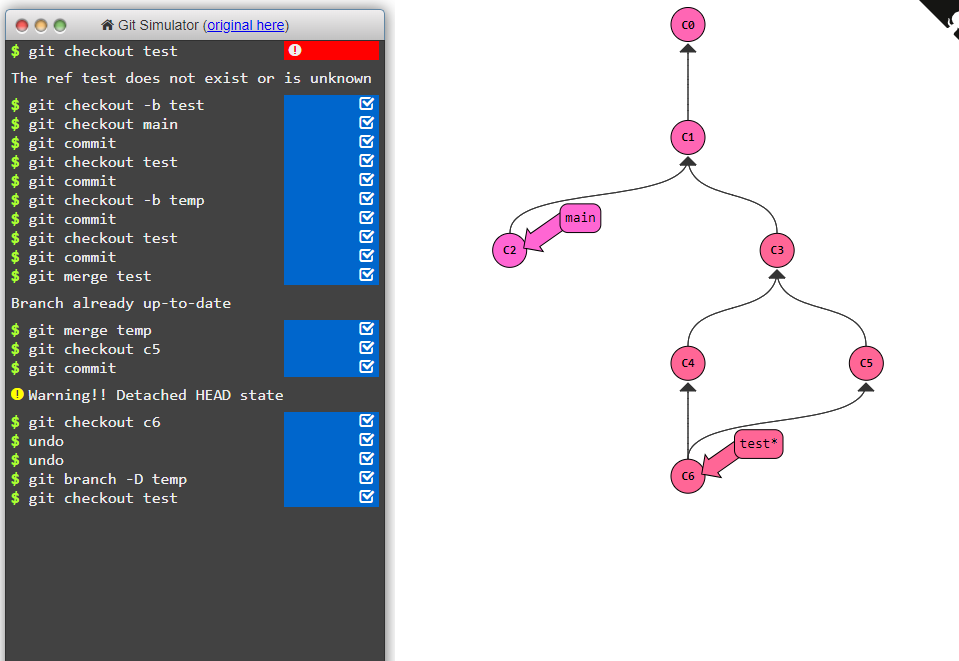 Git Simulator (original here)
$ git checkout test
The ref test does not exist or is unknown
$ git checkout -b test
$ git checkout main
$ git commit
$ git checkout test
$ git commit
$ git checkout -b temp
$ git commit
$ git checkout test
$ git commit
$ git merge test
Branch already up-to-date
$ git merge temp
$ git checkout c5
$ git commit
Warning!! Detached HEAD state
$ git checkout c6
$ undo
$ undo
$ git branch -D temp
$ git checkout test
C0
C1
main
C2
C3
C4
C5
test*
C6